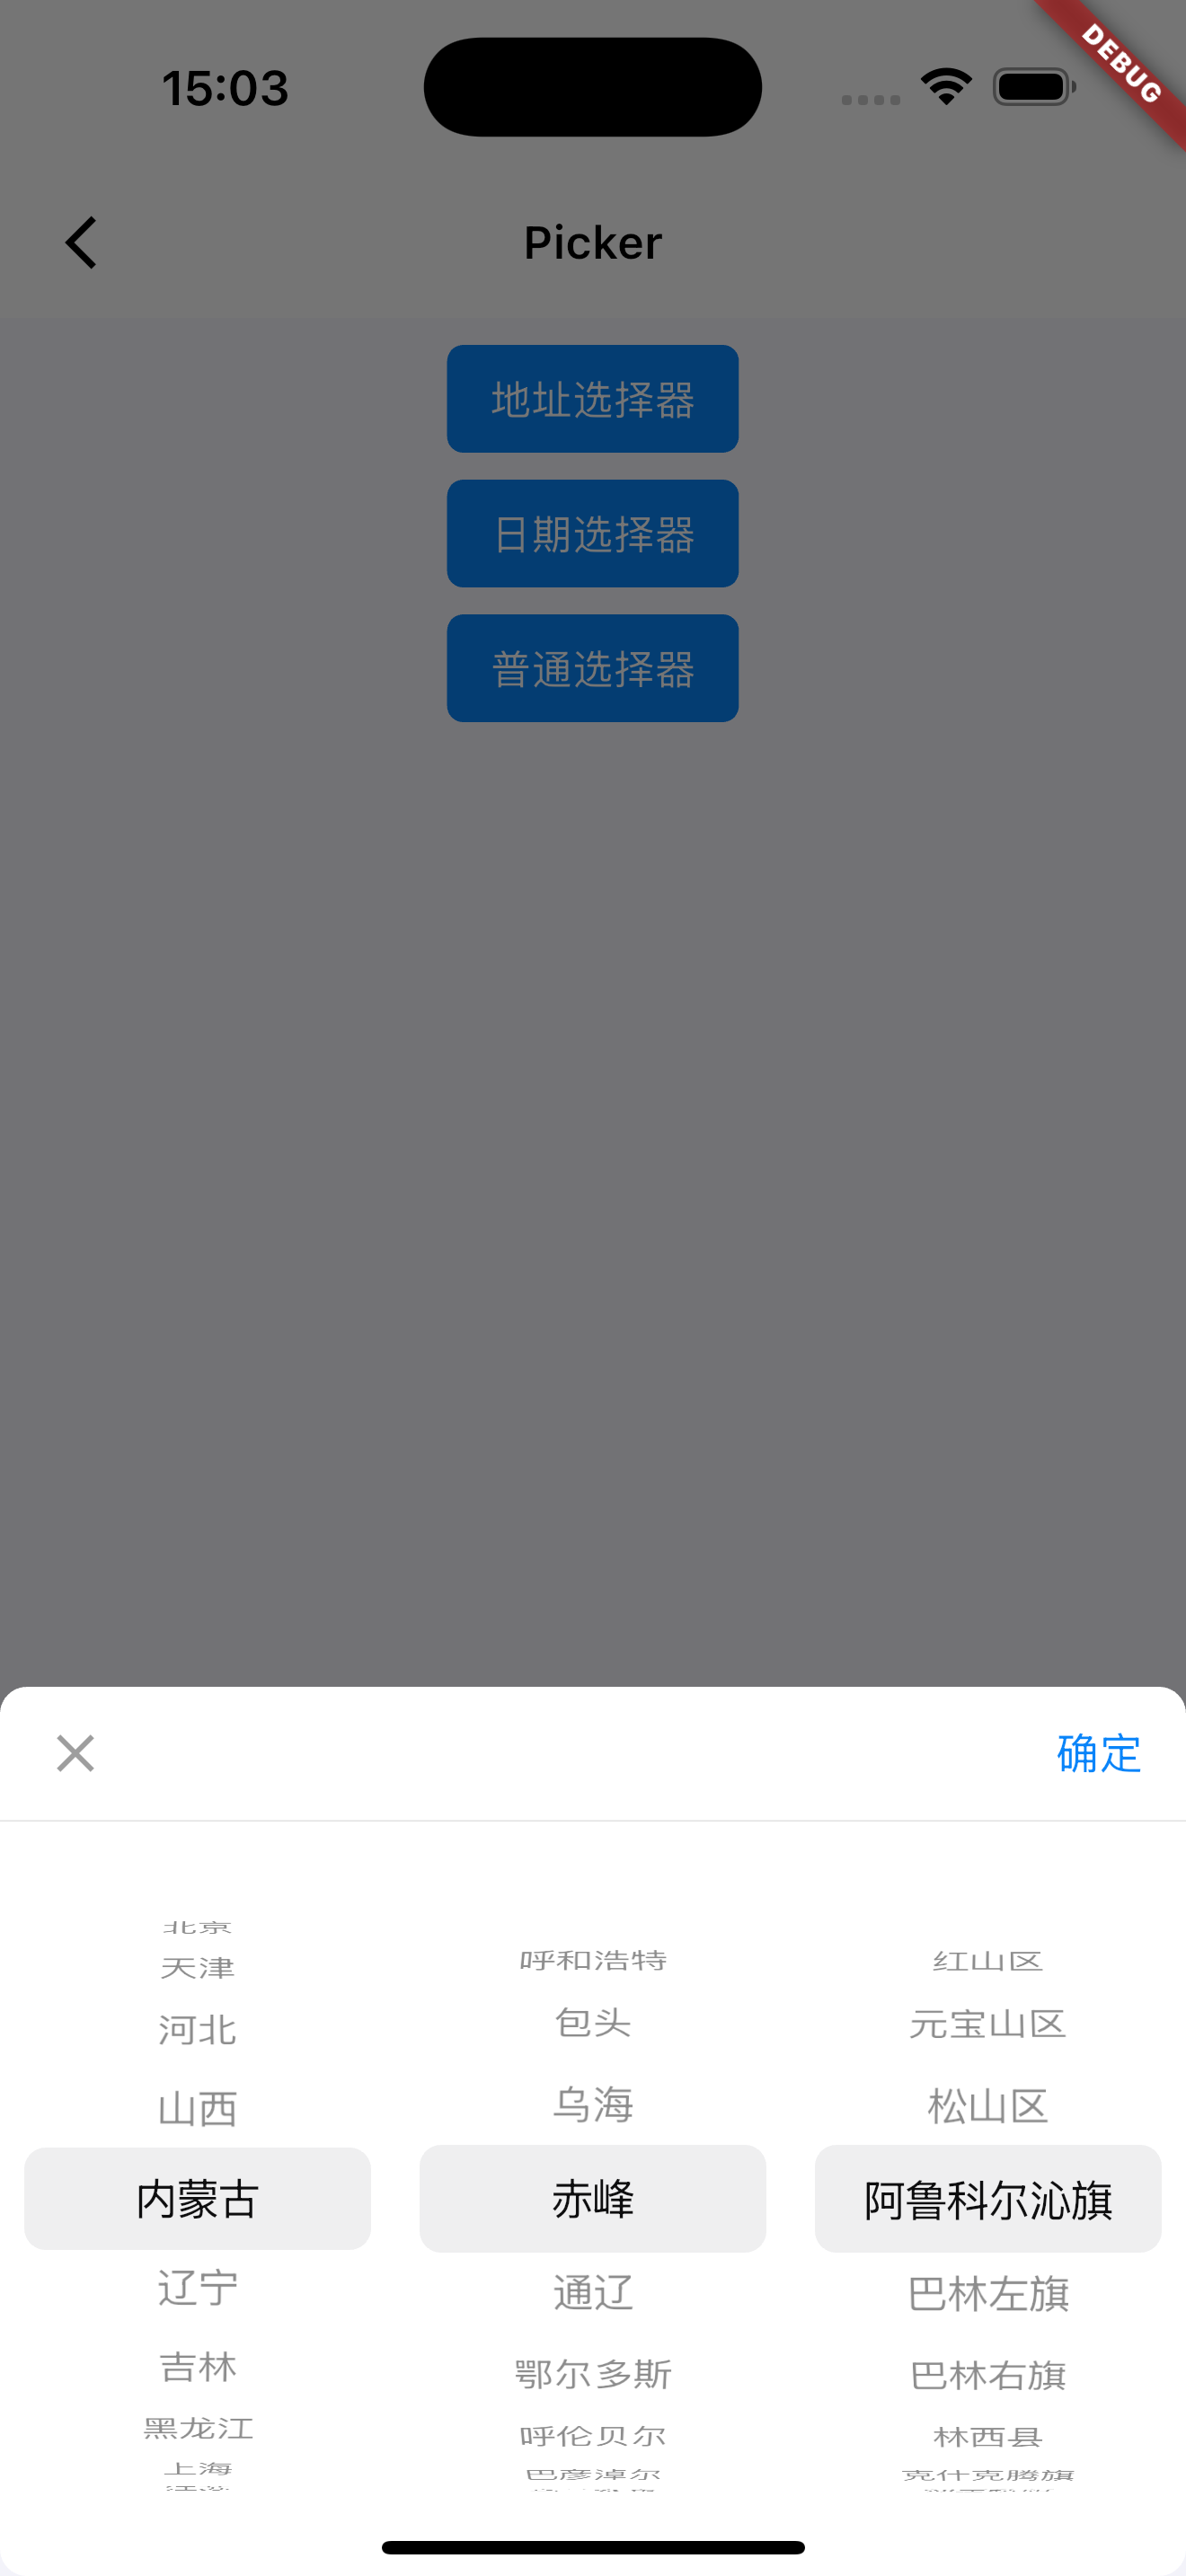 15:03
DEBUG
Picker
地址选择器
日期选择器
普通选择器
确定
北京
天津 呼和浩特 红山区
河北 包头 元宝山区
山西 乌海 松山区
内蒙古 赤峰 阿鲁科尔沁旗
辽宁 通辽 巴林左旗
吉林 鄂尔多斯 巴林右旗
黑龙江 呼伦贝尔 林西县
上海 巴彦淖尔 克什克腾旗